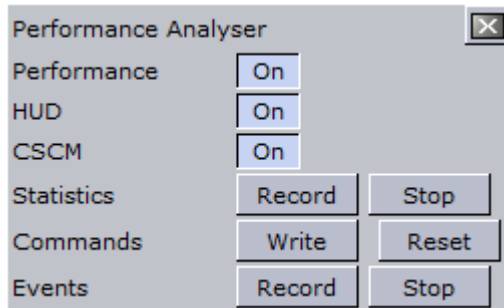 Performance Analyser
Performance On
HUD On
CSCM On
Statistics Record Stop
Commands Write Reset
Events Record Stop